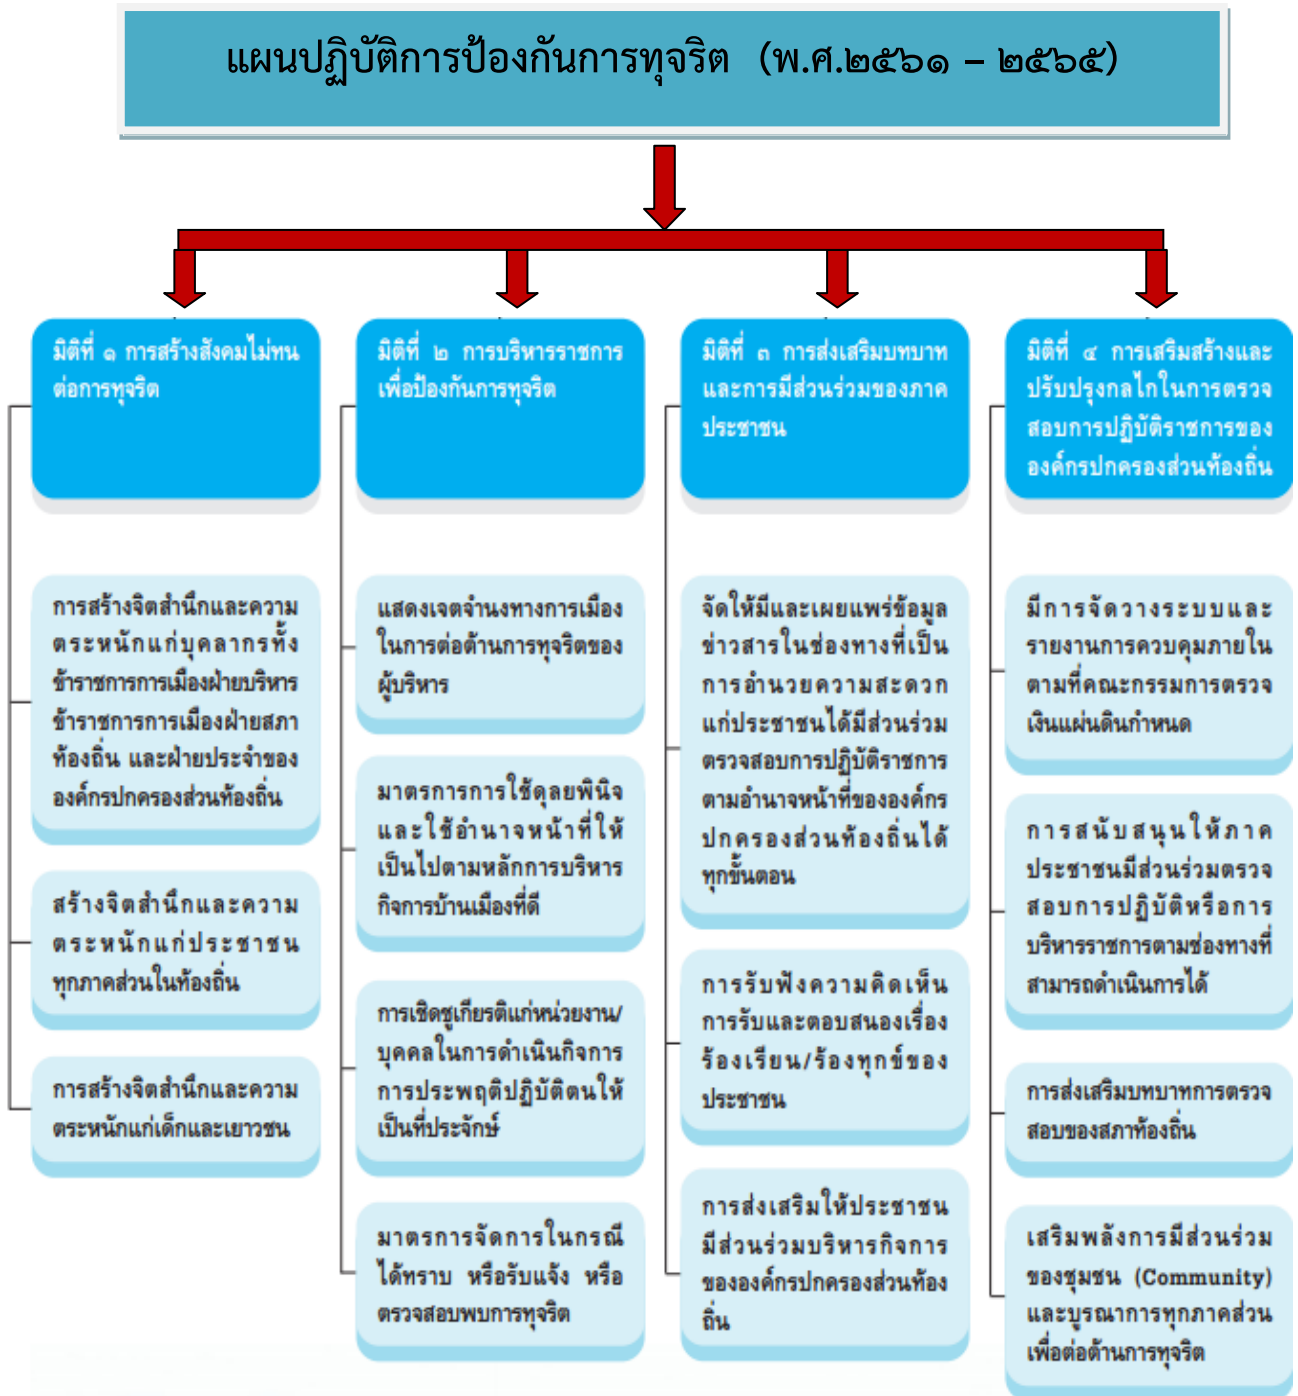 แผนปฏิบัติการป้องกันการทุจริต (พ.ศ.๒๕๖๑ – ๒๕๖๕)
มิติที่ ๑ การสร้างสังคมไม่ทน
ต่อการทุจริต
การสร้างจิตสำนึกและความ
ตระหนักแก่บุคลากรทั้ง
ข้าราชการการเมืองฝ่ายบริหาร
ข้าราชการการเมืองฝ่ายสภา
ท้องถิ่น และฝ่ายประจำของ
องค์กรปกครองส่วนท้องถิ่น
สร้างจิตสำนึกและความ
ตระหนักแก่ประชาชน
ทุกภาคส่วนในท้องถิ่น
การสร้างจิตสำนึกและความ
ตระหนักแก่เด็กและเยาวชน
มิติที่ ๒ การบริหารราชการ
เพื่อป้องกันการทุจริต
แสดงเจตจำนงทางการเมือง
ในการต่อต้านการทุจริตของ
ผู้บริหาร
มาตรการการใช้ดุลยพินิจ
และใช้อำนาจหน้าที่ให้
เป็นไปตามหลักการบริหาร
กิจการบ้านเมืองที่ดี
การเชิดชูเกียรติแก่หน่วยงาน/
บุคคลในการดำเนินกิจการ
การประพฤติปฏิบัติตนให้
เป็นที่ประจักษ์
มาตรการจัดการในกรณี
ได้ทราบ หรือรับแจ้ง หรือ
ตรวจสอบพบการทุจริต
มิติที่ ๓ การส่งเสริมบทบาท
และการมีส่วนร่วมของภาค
ประชาชน
จัดให้มีและเผยแพร่ข้อมูล
ข่าวสารในช่องทางที่เป็น
การอำนวยความสะดวก
แก่ประชาชนได้มีส่วนร่วม
ตรวจสอบการปฏิบัติราชการ
ตามอำนาจหน้าที่ขององค์กร
ปกครองส่วนท้องถิ่นได้
ทุกขั้นตอน
การรับฟังความคิดเห็น
การรับและตอบสนองเรื่อง
ร้องเรียน/ร้องทุกข์ของ
ประชาชน
การส่งเสริมให้ประชาชน
มีส่วนร่วมบริหารกิจการ
ขององค์กรปกครองส่วนท้อง
ถิ่น
มิติที่ ๔ การเสริมสร้างและ
ปรับปรุงกลไกในการตรวจ
สอบการปฏิบัติราชการของ
องค์กรปกครองส่วนท้องถิ่น
มีการจัดวางระบบและ
รายงานการควบคุมภายใน
ตามที่คณะกรรมการตรวจ
เงินแผ่นดินกำหนด
การสนับสนุนให้ภาค
ประชาชนมีส่วนร่วมตรวจ
สอบการปฏิบัติหรือการ
บริหารราชการตามช่องทางที่
สามารถดำเนินการได้
การส่งเสริมบทบาทการตรวจ
สอบของสภาท้องถิ่น
เสริมพลังการมีส่วนร่วม
ของชุมชน (Community)
และบูรณาการทุกภาคส่วน
เพื่อต่อต้านการทุจริต